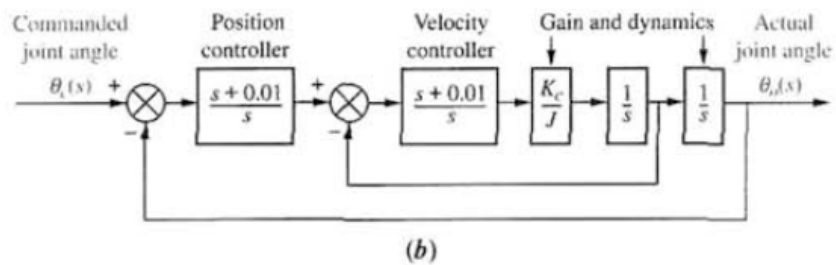 Commanded joint angle
θc(s)
Position controller
Velocity controller
Gain and dynamics
Actual joint angle
θo(s)
+
−
s + 0.01
s
+
−
s + 0.01
s
Kc
J
1
s
1
s
(b)